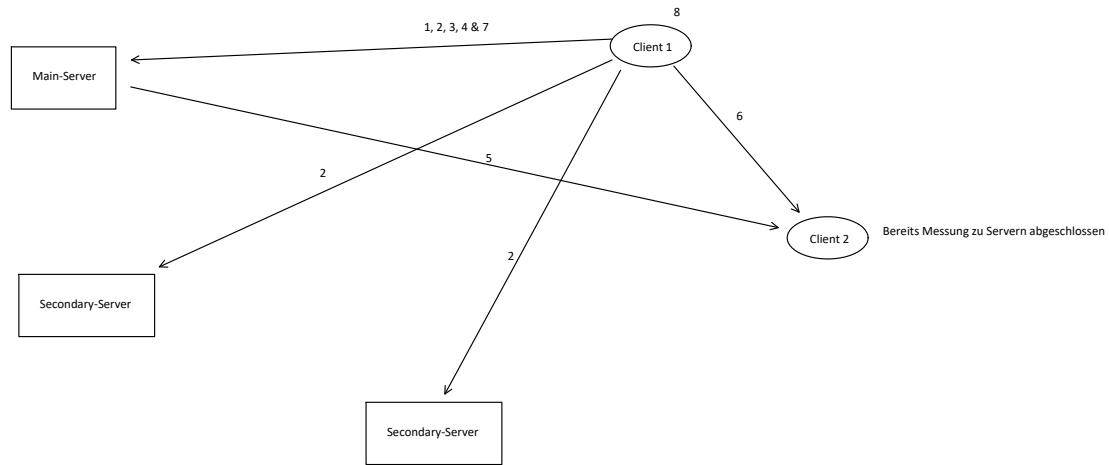 8
1, 2, 3, 4 & 7
Client 1
Main-Server
6
5
2
Client 2
Bereits Messung zu Servern abgeschlossen
2
Secondary-Server
Secondary-Server